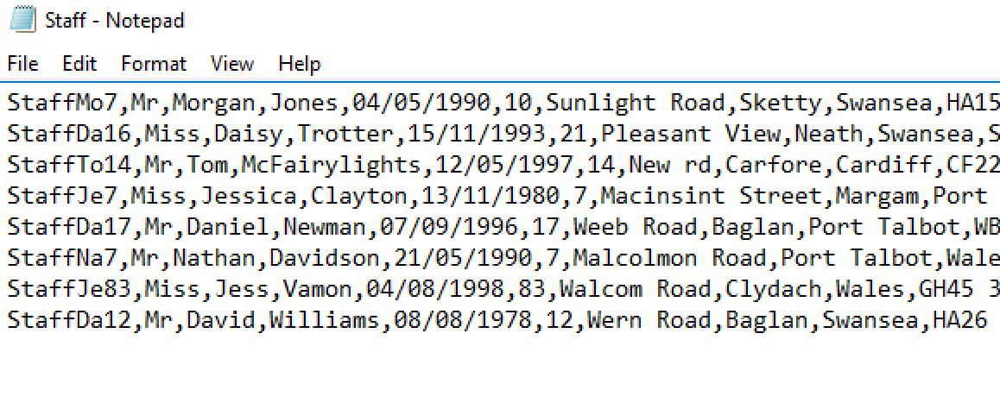 Staff - Notepad
File Edit Format View Help
StaffMo7,Mr,Morgan,Jones,04/05/1990,10,Sunlight Road,Sketty,Swansea,HA15
StaffDa16,Miss,Daisy,Trotter,15/11/1993,21,Pleasant View,Neath,Swansea,S
StaffTo14,Mr,Tom,McFairylights,12/05/1997,14,New rd,Carfore,Cardiff,CF22
StaffJe7,Miss,Jessica,Clayton,13/11/1980,7,Macinsint Street,Margam,Port
StaffDa17,Mr,Daniel,Newman,07/09/1996,17,Weeb Road,Baglan,Port Talbot,WB
StaffNa7,Mr,Nathan,Davidson,21/05/1990,7,Malcolmon Road,Port Talbot,Wale
StaffJe83,Miss,Jess,Vamon,04/08/1998,83,Walcom Road,Clydach,Wales,GH45 3
StaffDa12,Mr,David,Williams,08/08/1978,12,Wern Road,Baglan,Swansea,HA26